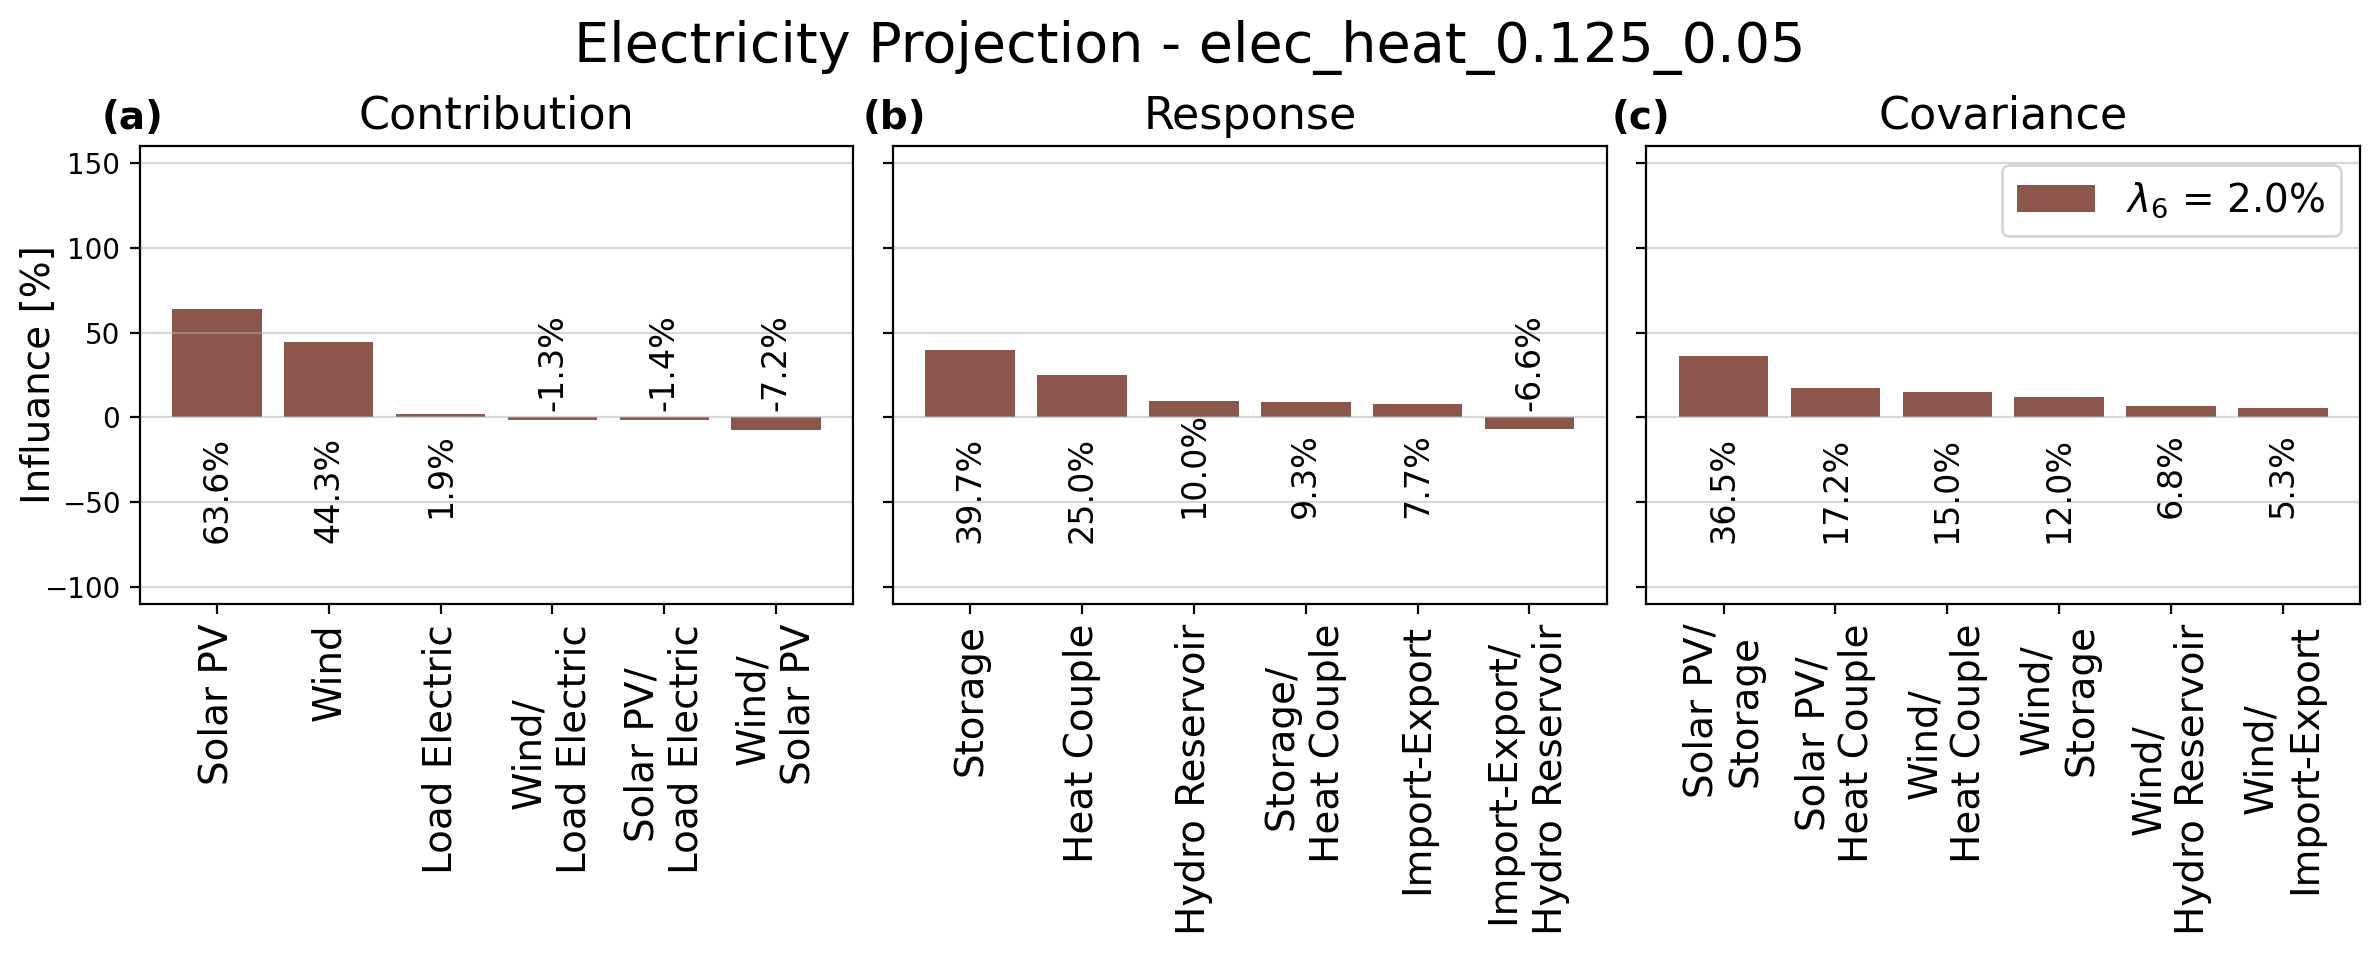 Electricity Projection - elec_heat_0.125_0.05
(a)
Contribution
(b)
Response
(c)
Covariance
Influance [%]
150
100
50
0
−50
−100
63.6%
44.3%
1.9%
-1.3%
-1.4%
-7.2%
39.7%
25.0%
10.0%
9.3%
7.7%
-6.6%
λ6 = 2.0%
36.5%
17.2%
15.0%
12.0%
6.8%
5.3%
Solar PV
Wind
Load Electric
Wind/
Load Electric
Solar PV/
Load Electric
Wind/
Solar PV
Storage
Heat Couple
Hydro Reservoir
Storage/
Heat Couple
Import-Export
Import-Export/
Hydro Reservoir
Solar PV/
Storage
Solar PV/
Heat Couple
Wind/
Heat Couple
Wind/
Storage
Wind/
Hydro Reservoir
Wind/
Import-Export